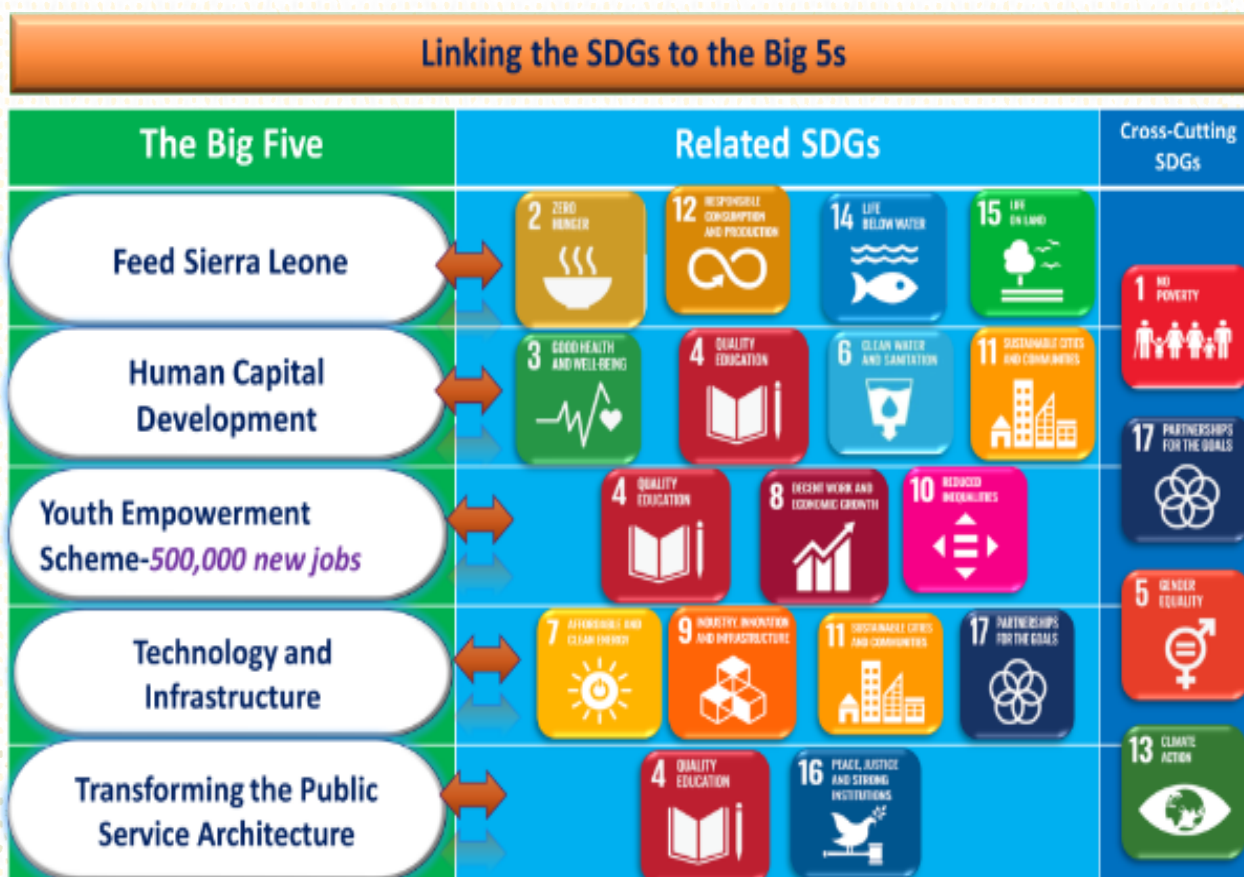 Linking the SDGs to the Big 5s
The Big Five
Related SDGs
Cross-Cutting
SDGs
Feed Sierra Leone
2 ZERO
HUNGER
12 RESPONSIBLE
CONSUMPTION
AND PRODUCTION
14 LIFE
BELOW WATER
15 LIFE
ON LAND
Human Capital
Development
3 GOOD HEALTH
AND WELL-BEING
4 QUALITY
EDUCATION
6 CLEAN WATER
AND SANITATION
11 SUSTAINABLE CITIES
AND COMMUNITIES
Youth Empowerment
Scheme-500,000 new jobs
4 QUALITY
EDUCATION
8 DECENT WORK AND
ECONOMIC GROWTH
10 REDUCED
INEQUALITIES
Technology and
Infrastructure
7 AFFORDABLE AND
CLEAN ENERGY
9 INDUSTRY, INNOVATION
AND INFRASTRUCTURE
11 SUSTAINABLE CITIES
AND COMMUNITIES
17 PARTNERSHIPS
FOR THE GOALS
Transforming the Public
Service Architecture
4 QUALITY
EDUCATION
16 PEACE, JUSTICE
AND STRONG
INSTITUTIONS
1 NO
POVERTY
17 PARTNERSHIPS
FOR THE GOALS
5 GENDER
EQUALITY
13 CLIMATE
ACTION